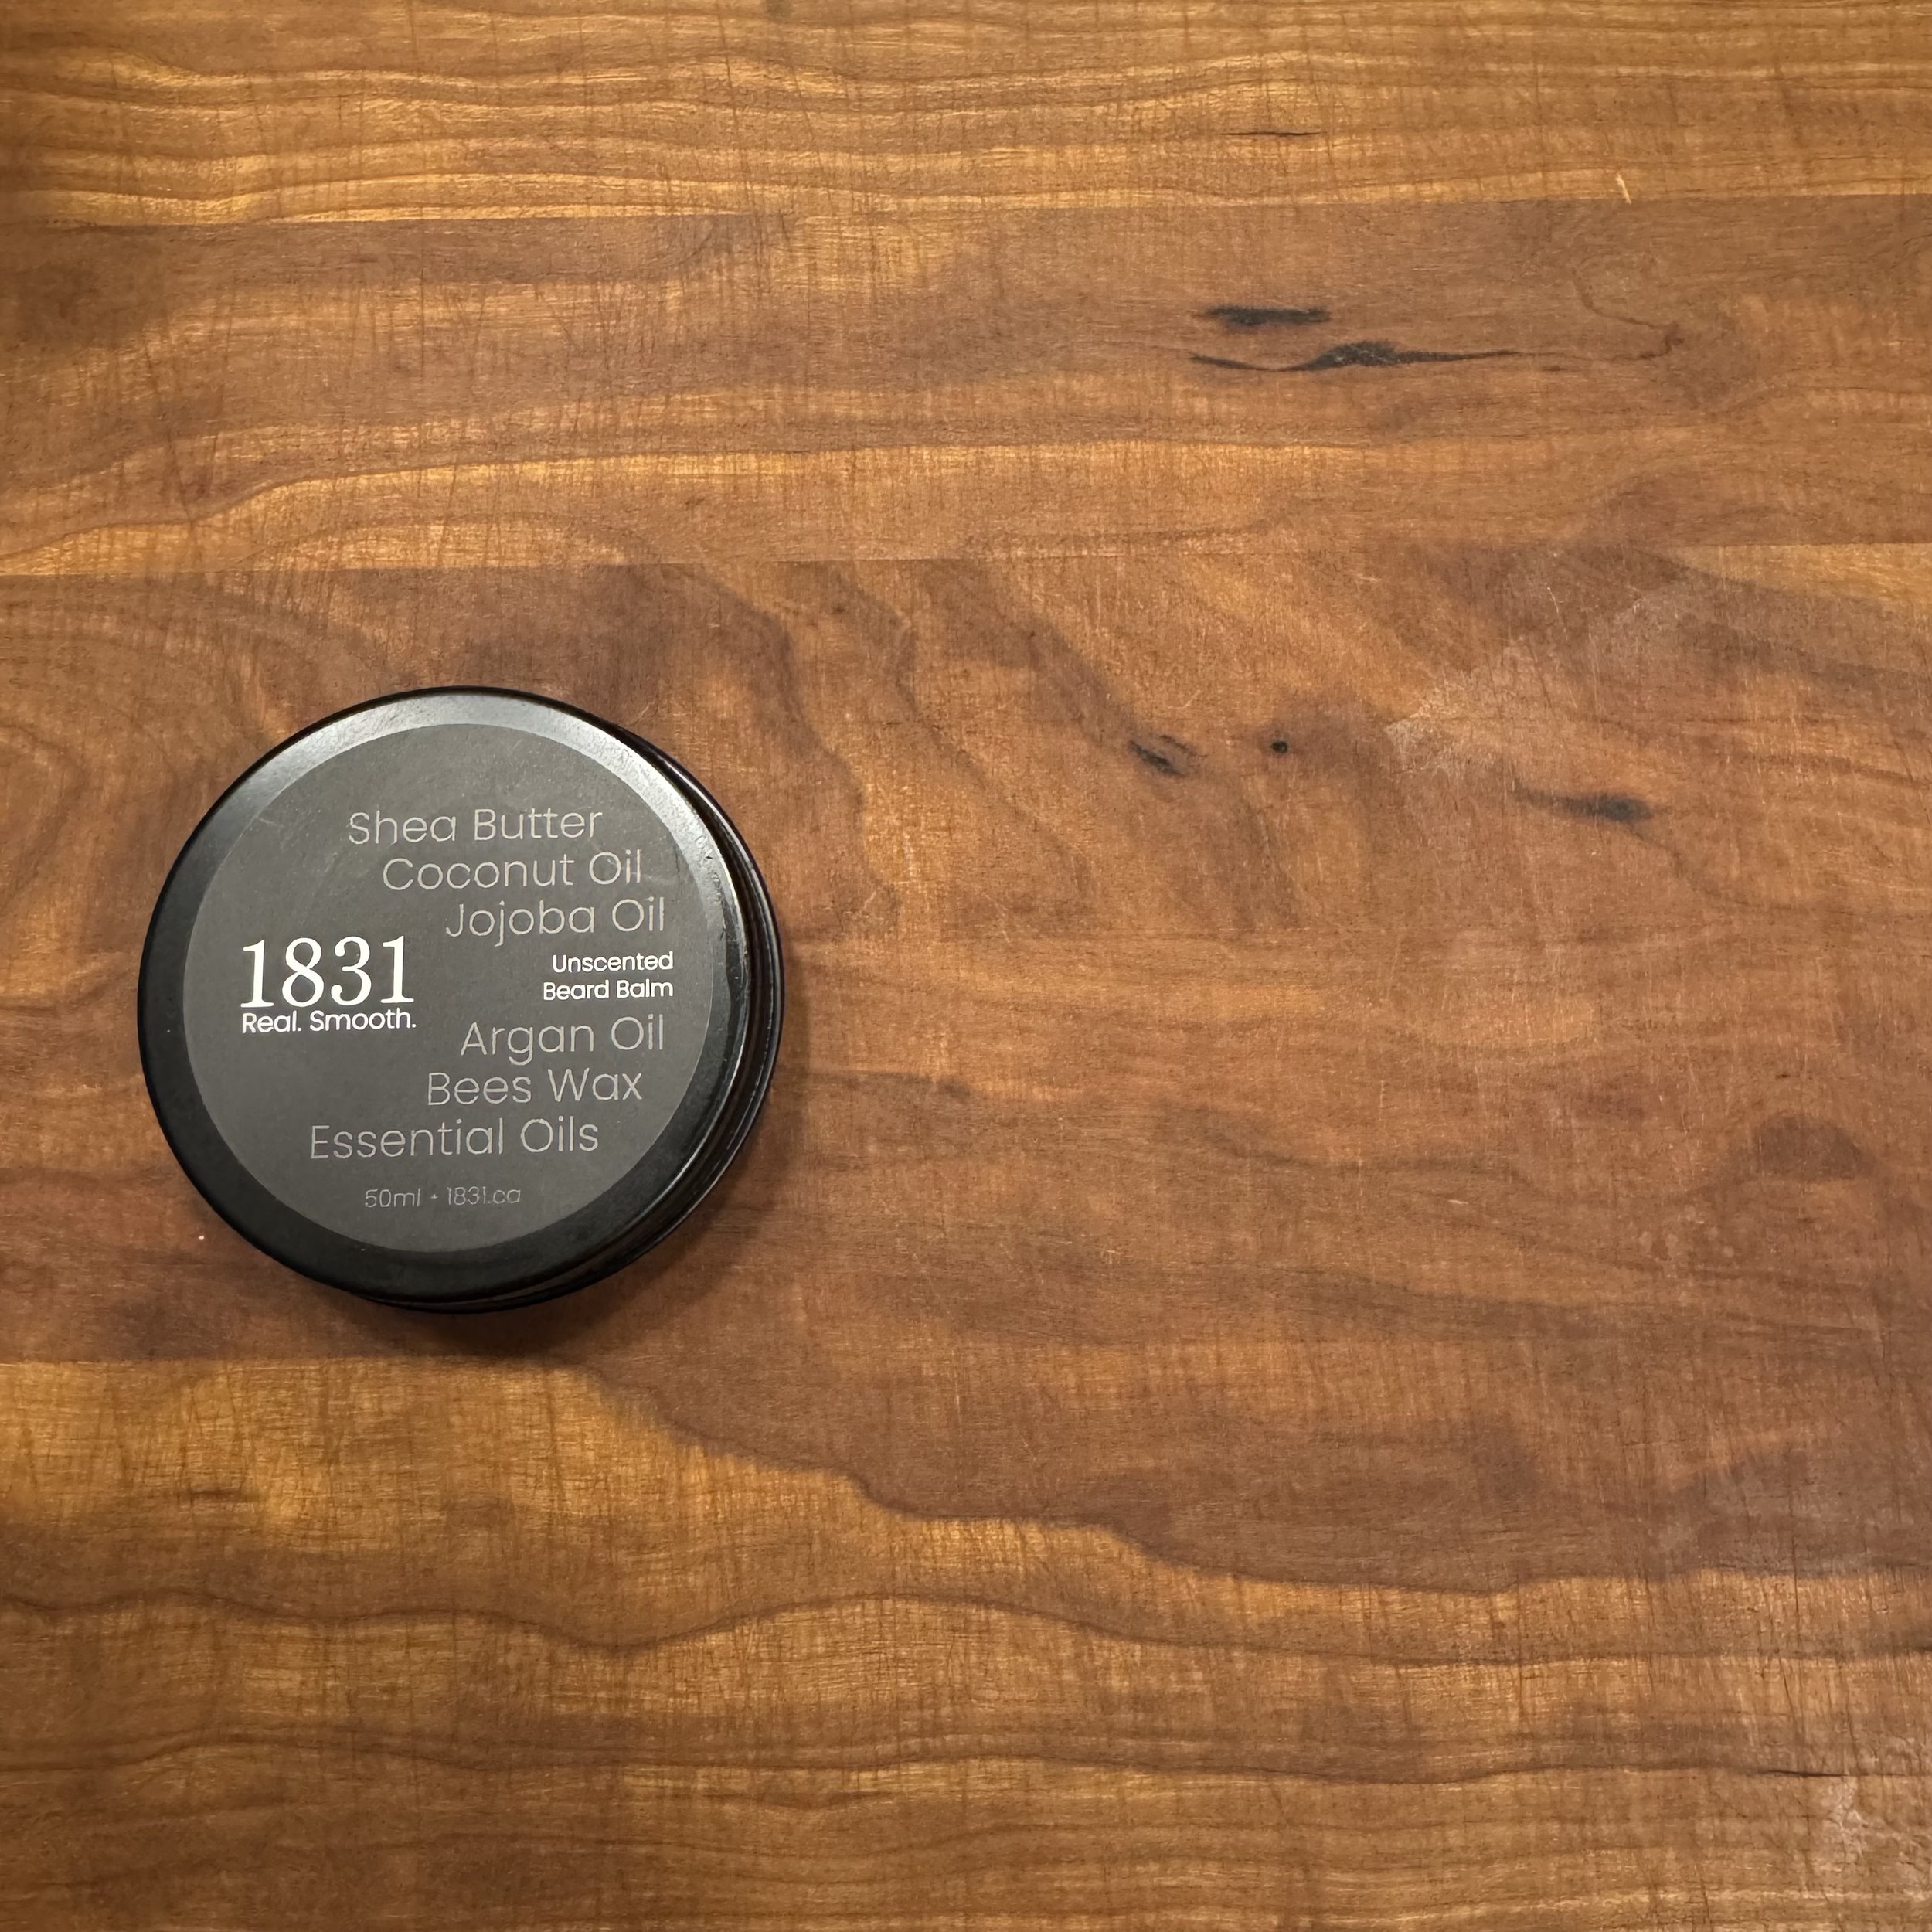 Shea Butter
Coconut Oil
Jojoba Oil
1831
Real. Smooth.
Unscented
Beard Balm
Argan Oil
Bees Wax
Essential Oils
50ml • 1831.ca